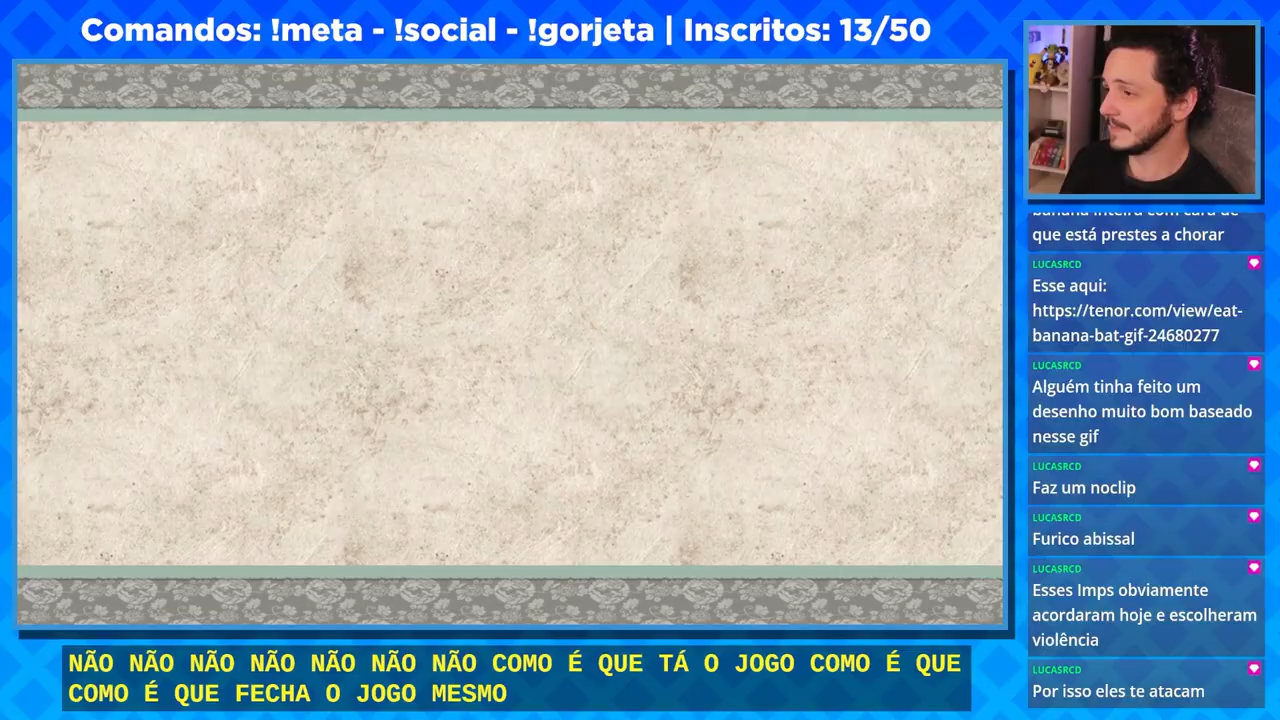 Comandos: !meta - !social - !gorjeta | Inscritos: 13/50
que está prestes a chorar
LUCASRCD
Esse aqui:
https://tenor.com/view/eat-
banana-bat-gif-24680277
LUCASRCD
Alguém tinha feito um
desenho muito bom baseado
nesse gif
LUCASRCD
Faz um noclip
LUCASRCD
Furico abissal
LUCASRCD
Esses Imps obviamente
acordaram hoje e escolheram
violência
LUCASRCD
Por isso eles te atacam
NÃO NÃO NÃO NÃO NÃO NÃO NÃO COMO É QUE TÁ O JOGO COMO É QUE
COMO É QUE FECHA O JOGO MESMO